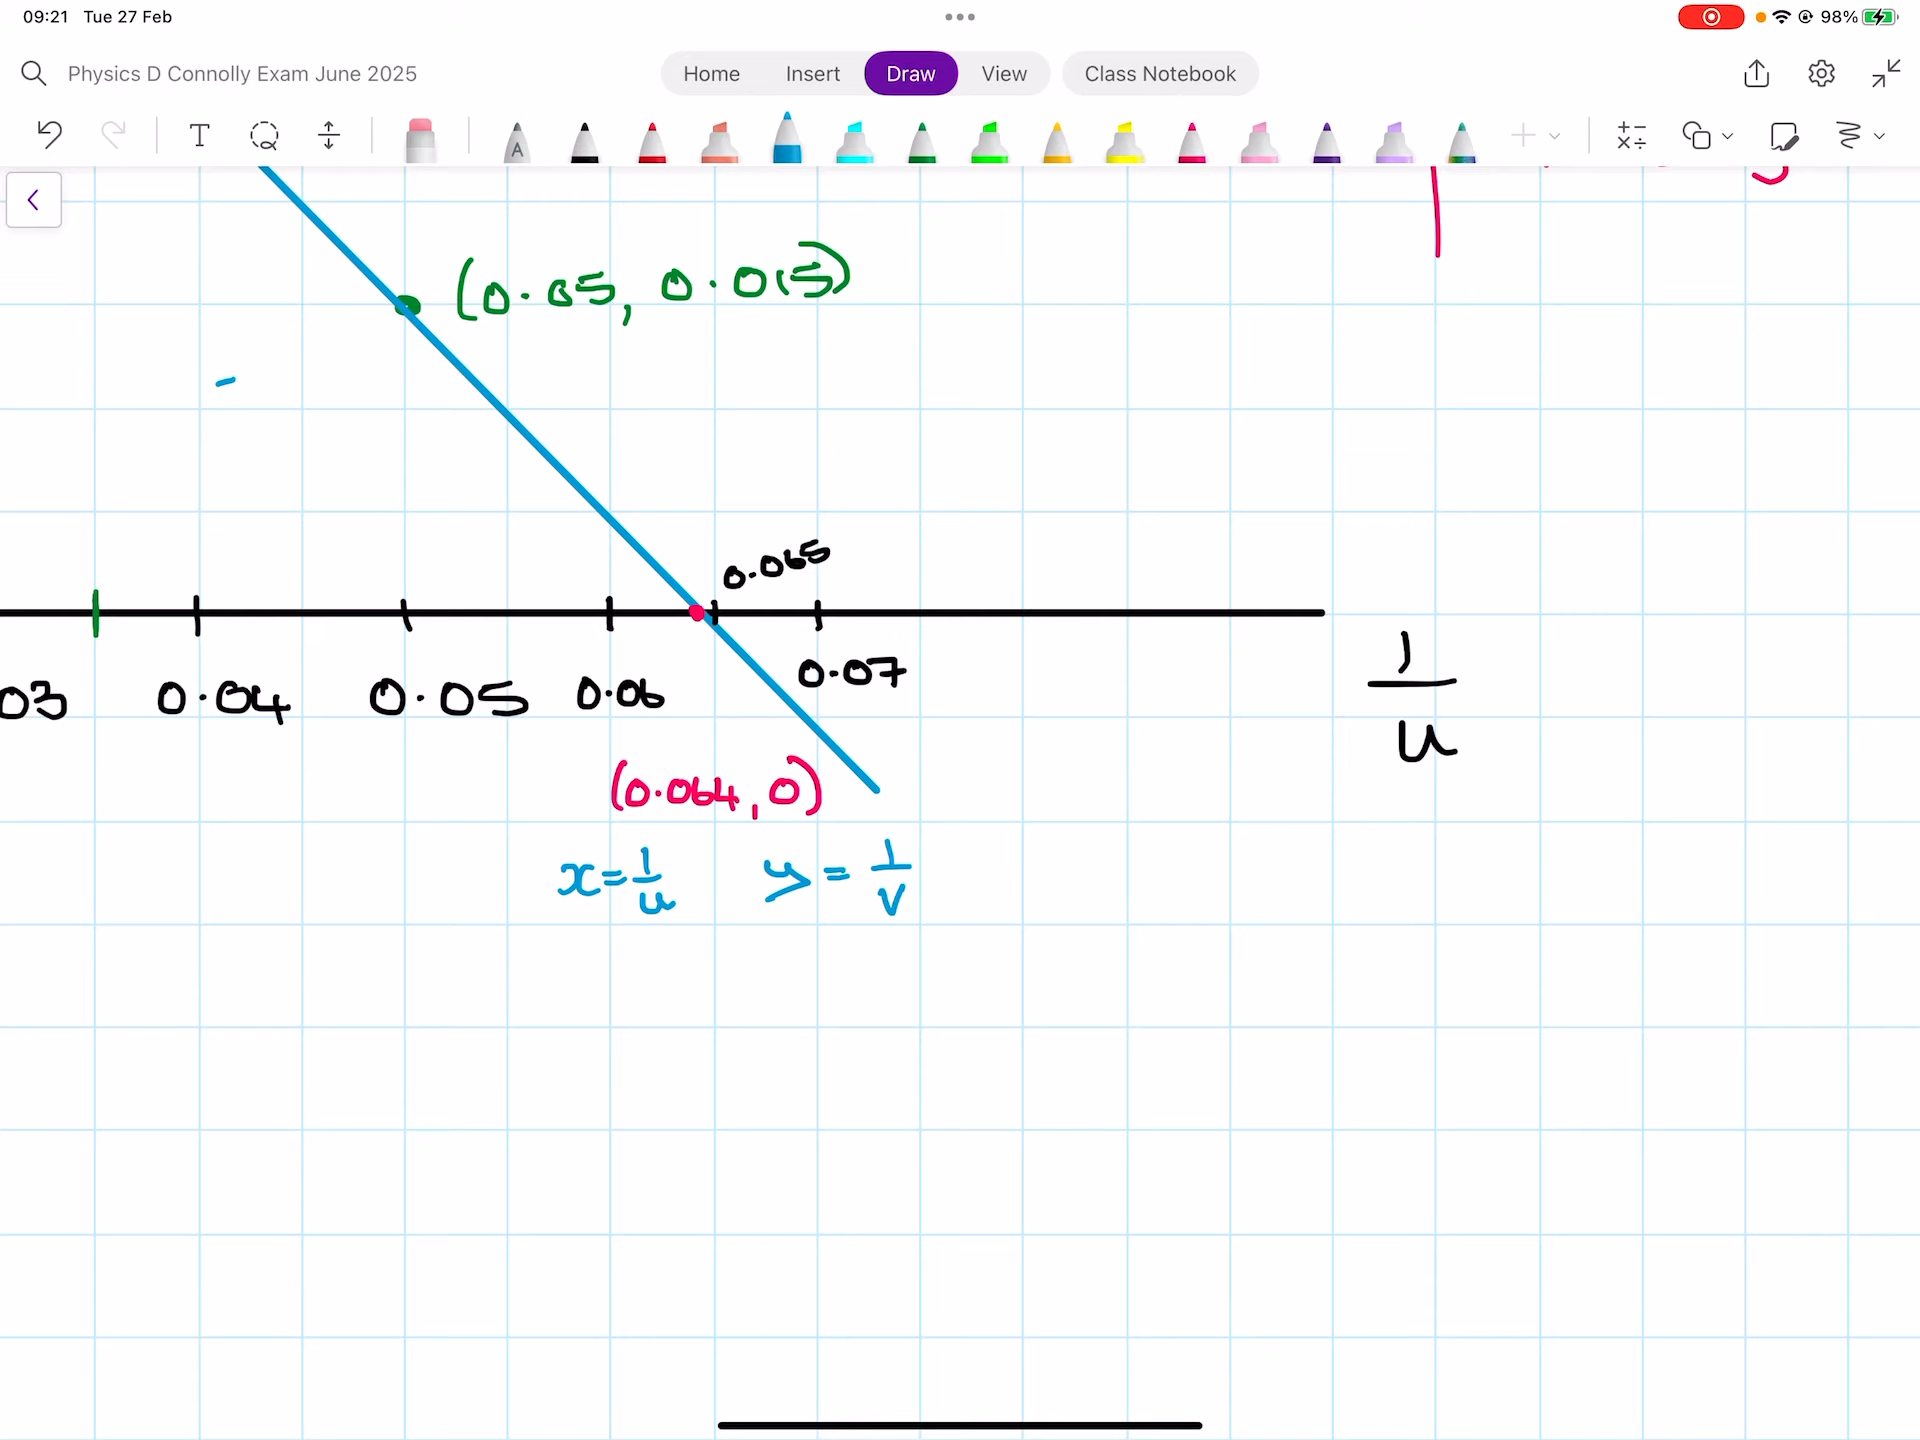 09:21 Tue 27 Feb
98%
Physics D Connolly Exam June 2025
Home Insert Draw View Class Notebook
T
A
(0.05, 0.015)
0.065
03 0.04 0.05 0.06 0.07
1
u
(0.064, 0)
x = 1/u y = 1/v